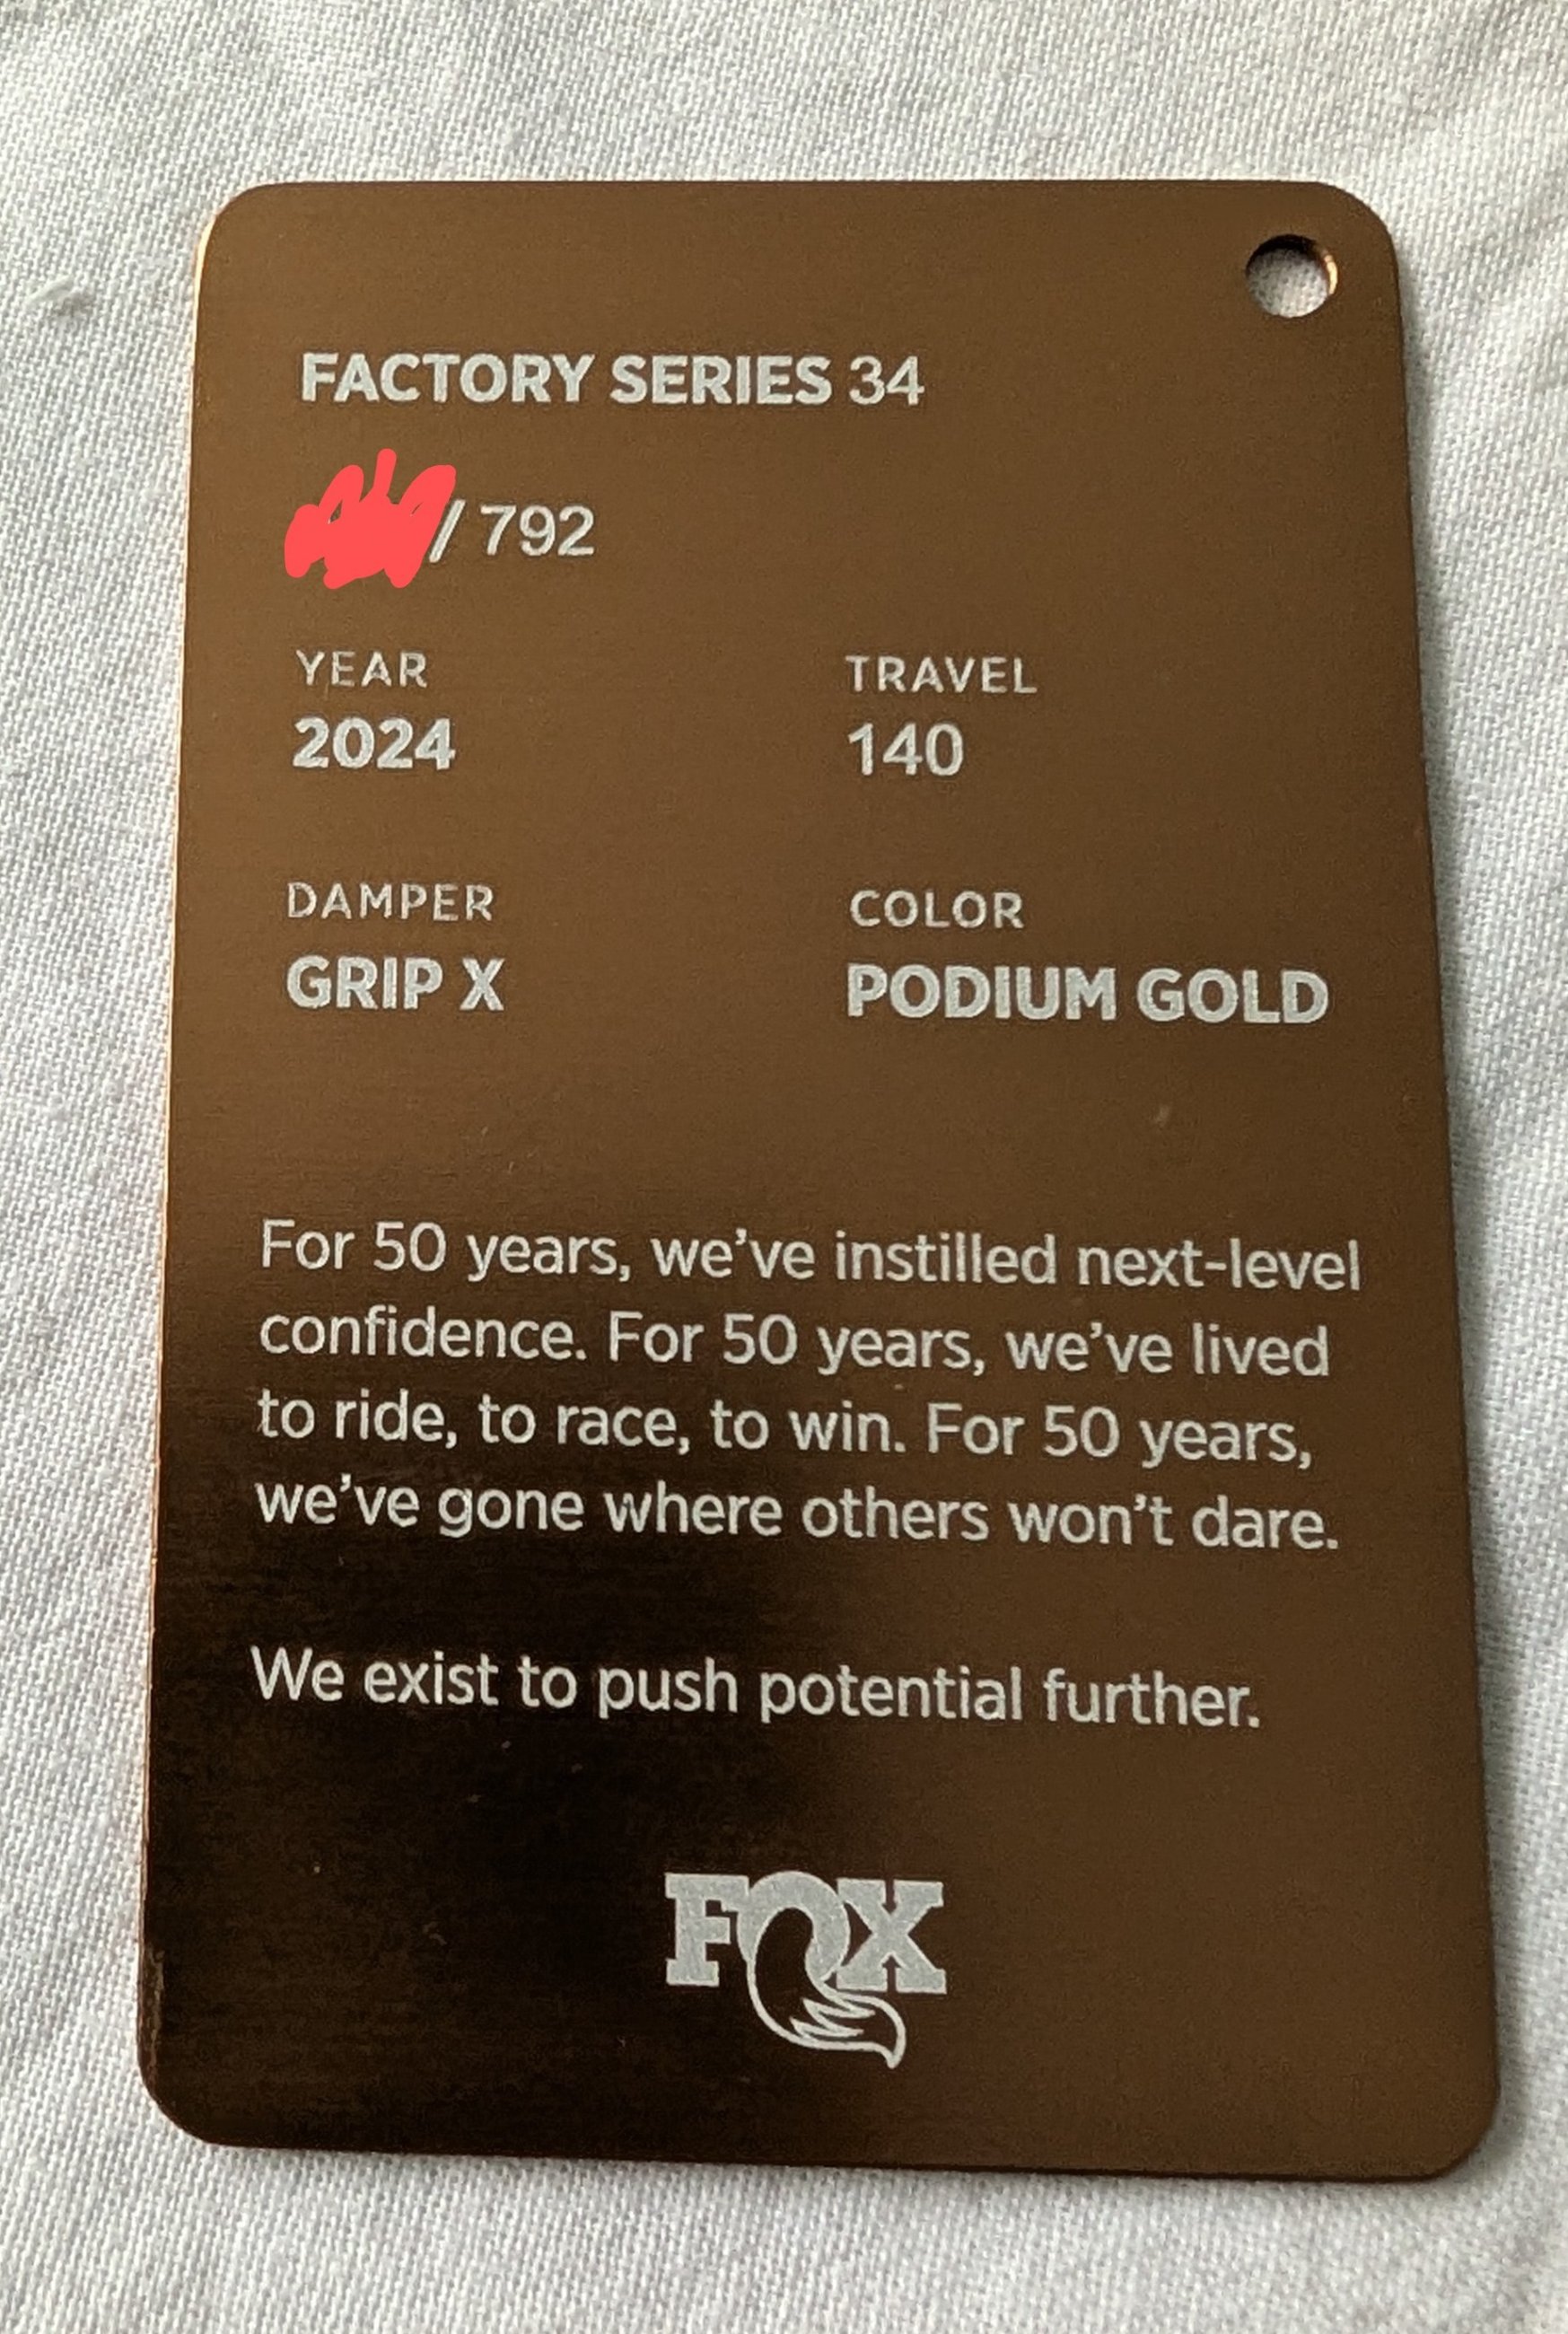 FACTORY SERIES 34
/ 792
YEAR
2024
TRAVEL
140
DAMPER
GRIP X
COLOR
PODIUM GOLD
For 50 years, we've instilled next-level
confidence. For 50 years, we've lived
to ride, to race, to win. For 50 years,
we've gone where others won't dare.
We exist to push potential further.
FOX